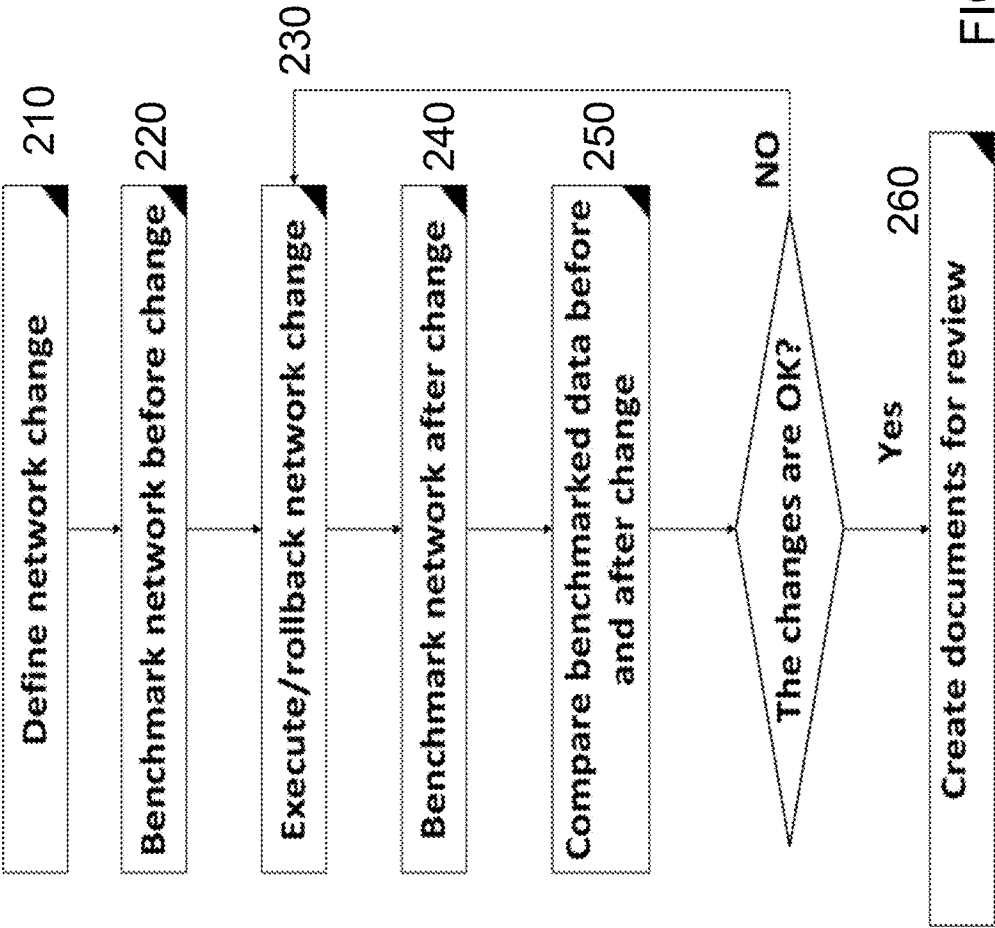 Define network change
210
Benchmark network before change
220
Execute/rollback network change
230
Benchmark network after change
240
Compare benchmarked data before
and after change
250
The changes are OK?
NO
Yes
260
Create documents for review